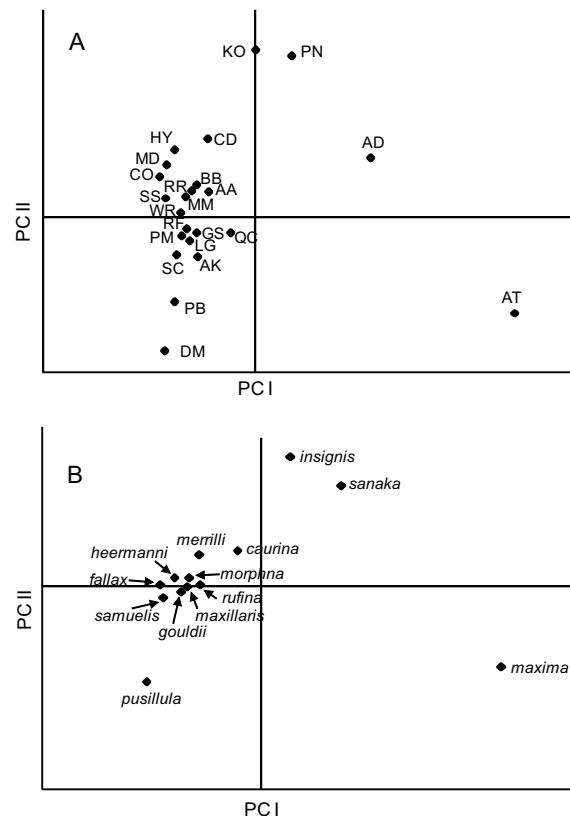 A
KO
PN
HY
CD
AD
MD
CO
BB
RR
AA
SS
MM
WR
RF
GS
QC
PM
LG
SC
AK
PB
AT
DM
PC II
PC I
B
insignis
sanaka
merrilli
caurina
heermanni
morphna
fallax
rufina
samuelis
maxillaris
gouldii
maxima
pusillula
PC II
PC I